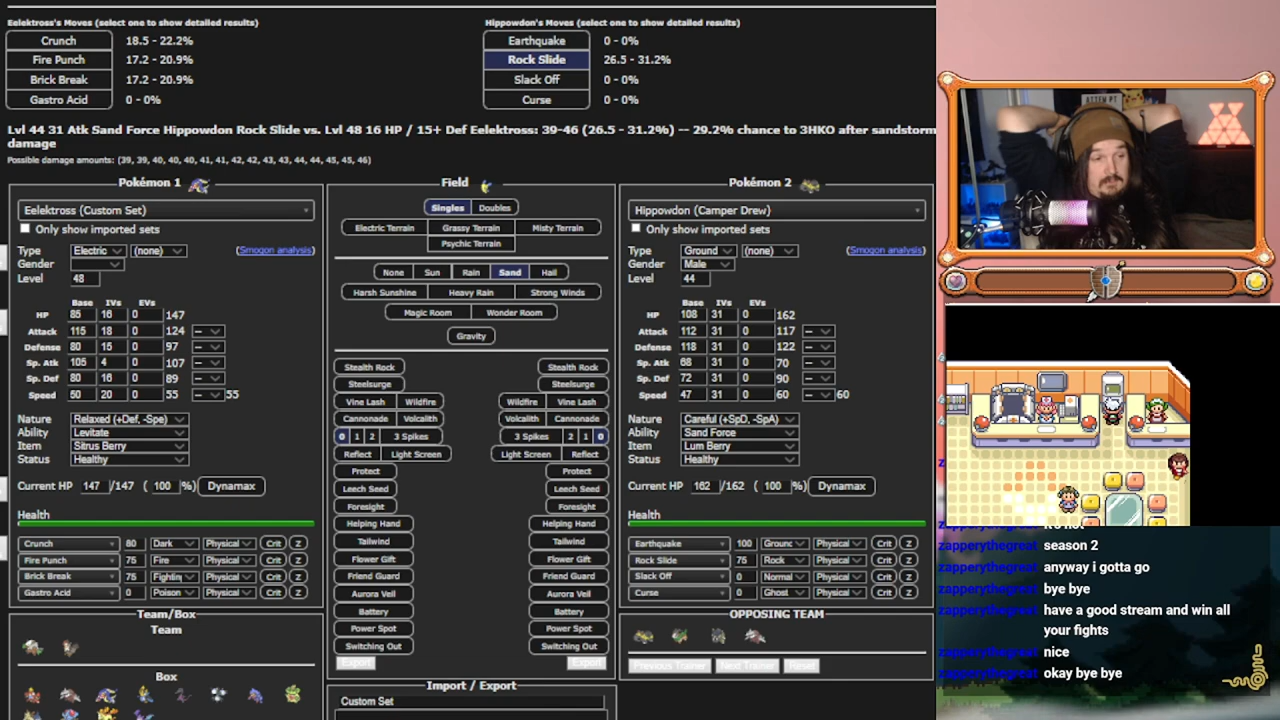 Eelektross's Moves (select one to show detailed results)
Crunch 18.5 - 22.2%
Fire Punch 17.2 - 20.9%
Brick Break 17.2 - 20.9%
Gastro Acid 0 - 0%
Hippowdon's Moves (select one to show detailed results)
Earthquake 0 - 0%
Rock Slide 26.5 - 31.2%
Slack Off 0 - 0%
Curse 0 - 0%
Lvl 44 31 Atk Sand Force Hippowdon Rock Slide vs. Lvl 48 16 HP / 15+ Def Eelektross: 39-46 (26.5 - 31.2%) -- 29.2% chance to 3HKO after sandstorm
damage
Possible damage amounts: (39, 39, 40, 40, 40, 41, 41, 42, 42, 43, 43, 44, 44, 45, 45, 46)
Pokémon 1
Eelektross (Custom Set)
Only show imported sets
Type Electric (none) (Smogon analysis)
Gender
Level 48
Base IVs EVs
HP 85 16 0 147
Attack 115 18 0 124 --
Defense 80 15 0 97 --
Sp. Atk 105 4 0 107 --
Sp. Def 80 16 0 89 --
Speed 50 20 0 55 -- 55
Nature Relaxed (+Def, -Spe)
Ability Levitate
Item Sitrus Berry
Status Healthy
Current HP 147 /147 ( 100 %) Dynamax
Health
Crunch 80 Dark Physical Crit Z
Fire Punch 75 Fire Physical Crit Z
Brick Break 75 Fightin Physical Crit Z
Gastro Acid 0 Poison Physical Crit Z
Team/Box
Team
Box
Field
Singles Doubles
Electric Terrain Grassy Terrain Misty Terrain
Psychic Terrain
None Sun Rain Sand Hail
Harsh Sunshine Heavy Rain Strong Winds
Magic Room Wonder Room
Gravity
Stealth Rock Stealth Rock
Steelsurge Steelsurge
Vine Lash Wildfire Wildfire Vine Lash
Cannonade Volcalith Volcalith Cannonade
0 1 2 3 Spikes 3 Spikes 2 1 0
Reflect Light Screen Light Screen Reflect
Protect Protect
Leech Seed Leech Seed
Foresight Foresight
Helping Hand Helping Hand
Tailwind Tailwind
Flower Gift Flower Gift
Friend Guard Friend Guard
Aurora Veil Aurora Veil
Battery Battery
Power Spot Power Spot
Switching Out Switching Out
Export Export
Import / Export
Custom Set
Pokémon 2
Hippowdon (Camper Drew)
Only show imported sets
Type Ground (none) (Smogon analysis)
Gender Male
Level 44
Base IVs EVs
HP 108 31 0 162
Attack 112 31 0 117 --
Defense 118 31 0 122 --
Sp. Atk 68 31 0 70 --
Sp. Def 72 31 0 90 --
Speed 47 31 0 60 -- 60
Nature Careful (+SpD, -SpA)
Ability Sand Force
Item Lum Berry
Status Healthy
Current HP 162 /162 ( 100 %) Dynamax
Health
Earthquake 100 Ground Physical Crit Z
Rock Slide 75 Rock Physical Crit Z
Slack Off 0 Normal Physical Crit Z
Curse 0 Ghost Physical Crit Z
OPPOSING TEAM
Previous Trainer Next Trainer Reset
zapperythegreat season 2
zapperythegreat anyway i gotta go
zapperythegreat bye bye
zapperythegreat have a good stream and win all
your fights
zapperythegreat nice
zapperythegreat okay bye bye